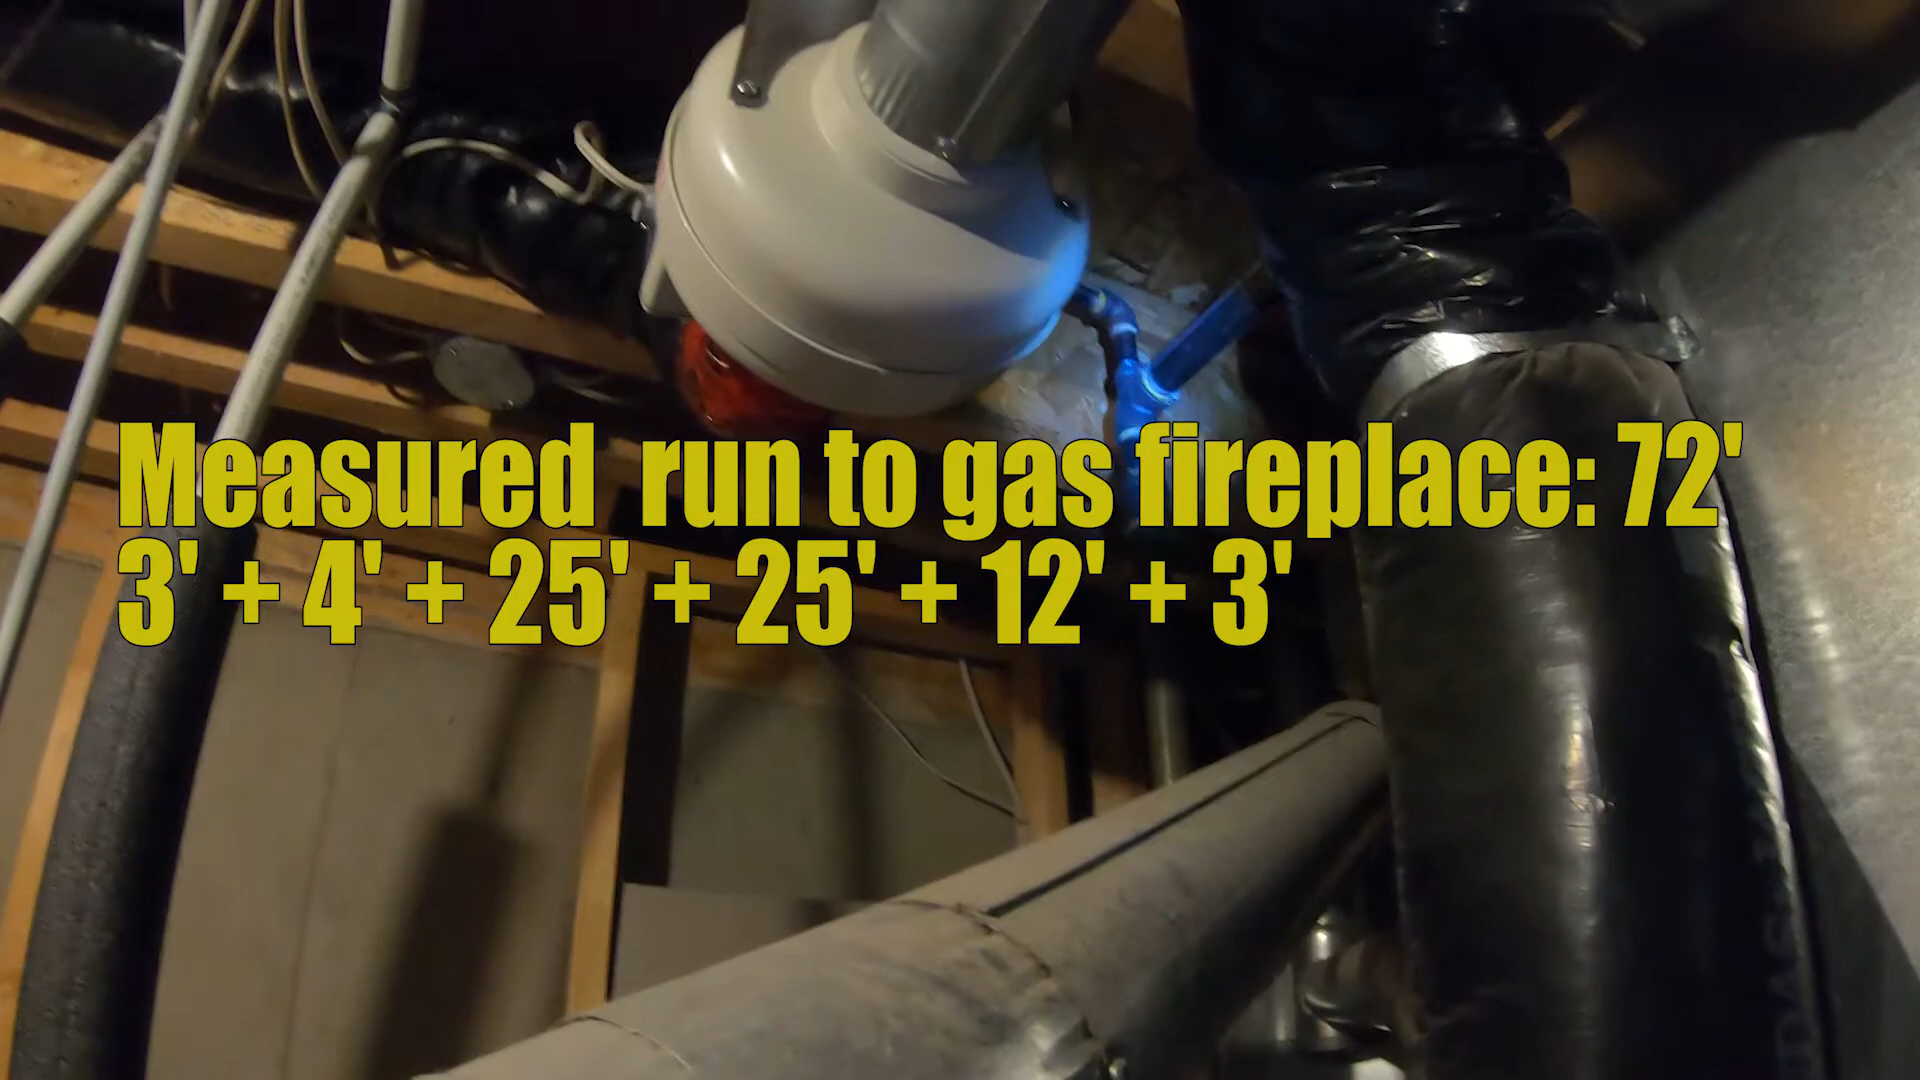 Measured  run to gas fireplace: 72'
3' + 4' + 25' + 25' + 12' + 3'